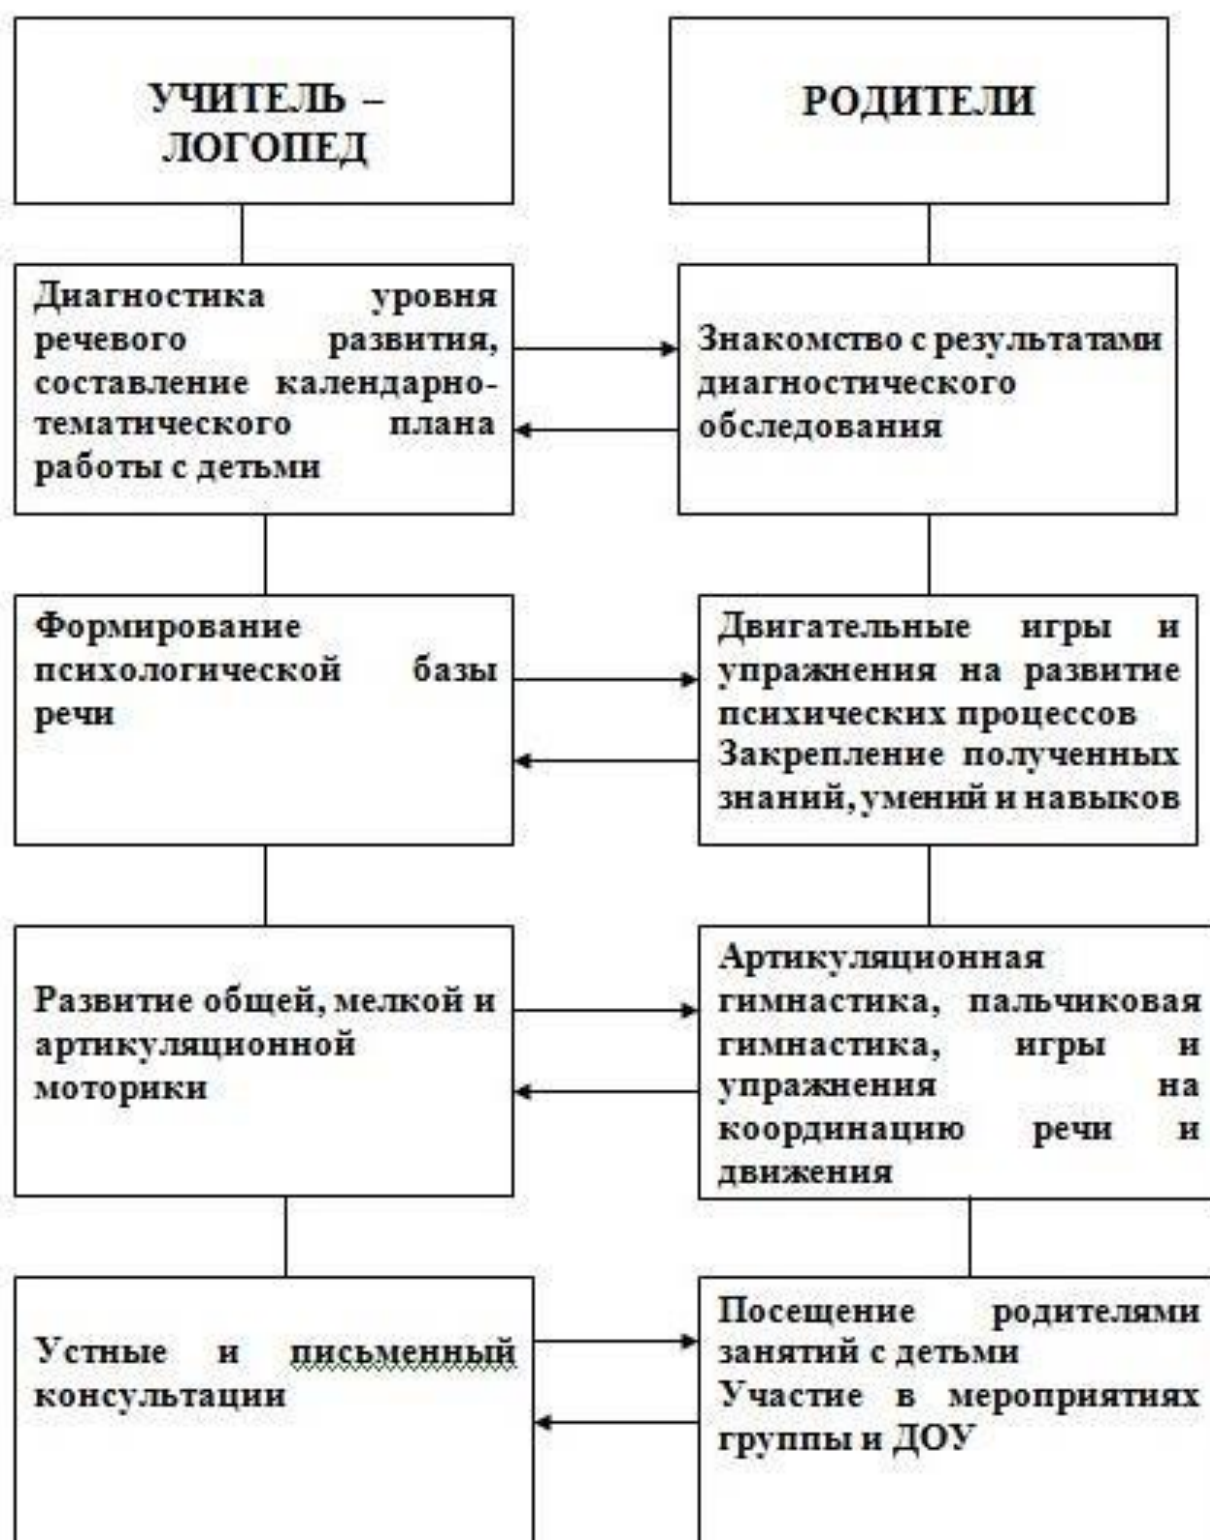 УЧИТЕЛЬ –
ЛОГОПЕД
РОДИТЕЛИ
Диагностика уровня
речевого развития,
составление календарно-
тематического плана
работы с детьми
Знакомство с результатами
диагностического
обследования
Формирование
психологической базы
речи
Двигательные игры и
упражнения на развитие
психических процессов
Закрепление полученных
знаний, умений и навыков
Развитие общей, мелкой и
артикуляционной
моторики
Артикуляционная
гимнастика, пальчиковая
гимнастика, игры и
упражнения на
координацию речи и
движения
Устные и письменный
консультации
Посещение родителями
занятий с детьми
Участие в мероприятиях
группы и ДОУ